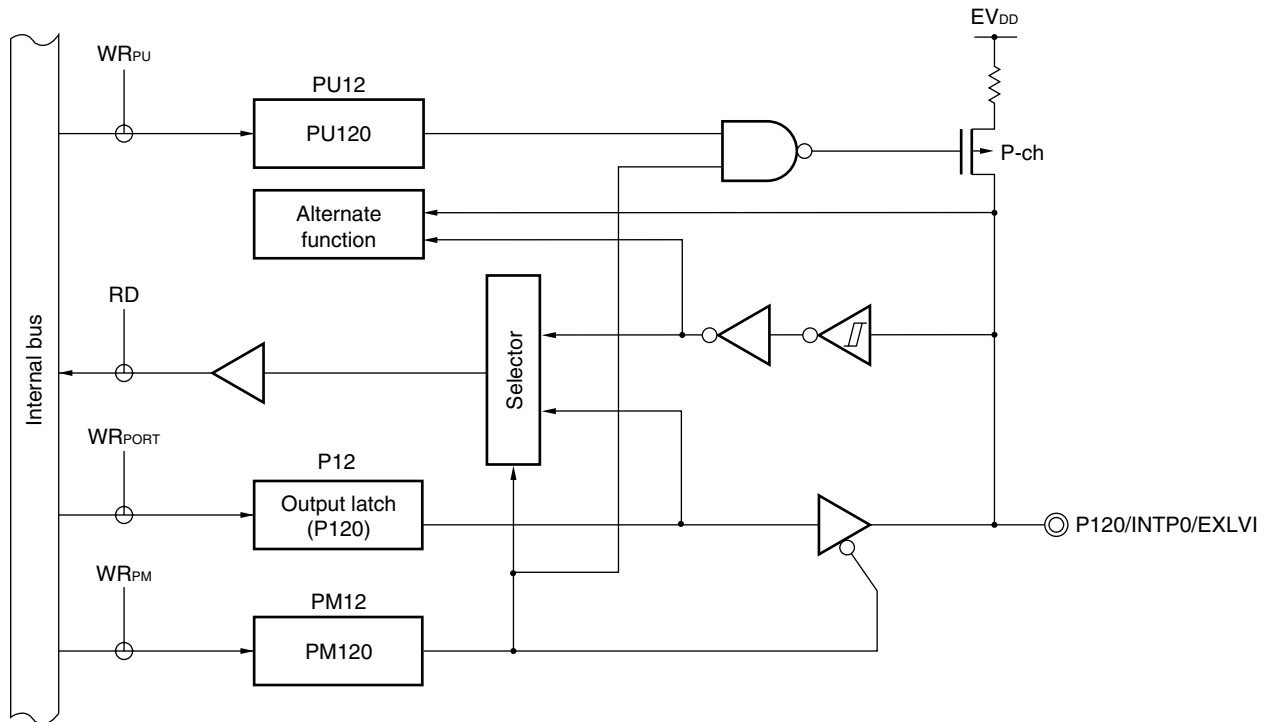 EVDD
WRPU
PU12
PU120
P-ch
Alternate
function
RD
Selector
Internal bus
WRPORT
P12
Output latch
(P120)
P120/INTP0/EXLVI
WRPM
PM12
PM120